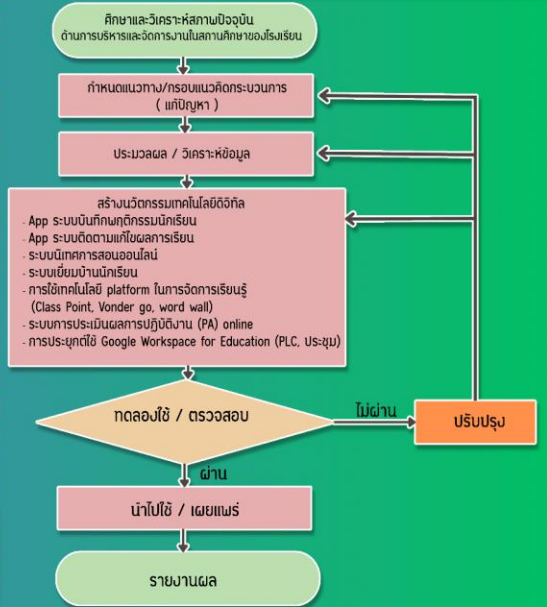 ศึกษาและวิเคราะห์สภาพปัจจุบัน
ด้านการบริหารและจัดการงานในสถานศึกษาของโรงเรียน
กำหนดแนวทาง/กรอบแนวคิดกระบวนการ
( แก้ปัญหา )
ประมวลผล / วิเคราะห์ข้อมูล
สร้างนวัตกรรมเทคโนโลยีดิจิทัล
- App ระบบบันทึกพฤติกรรมนักเรียน
- App ระบบติดตามแก้ไขผลการเรียน
- ระบบนิเทศการสอนออนไลน์
- ระบบเยี่ยมบ้านนักเรียน
- การใช้เทคโนโลยี platform ในการจัดการเรียนรู้
(Class Point, Vonder go, word wall)
- ระบบการประเมินผลการปฏิบัติงาน (PA) online
- การประยุกต์ใช้ Google Workspace for Education (PLC, ประชุม)
ทดลองใช้ / ตรวจสอบ
ไม่ผ่าน
ปรับปรุง
ผ่าน
นำไปใช้ / เผยแพร่
รายงานผล